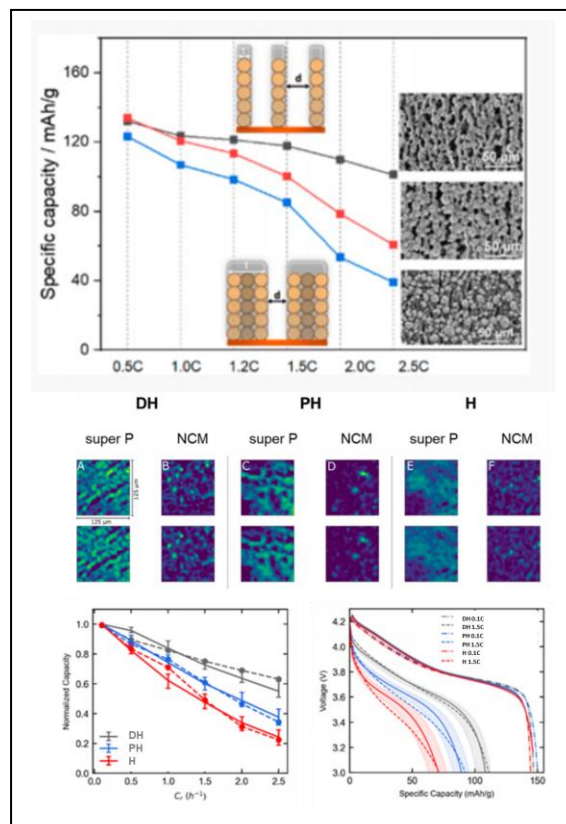 160
120
80
40
0
Specific capacity / mAh/g
t
d
t
d
50 μm
50 μm
50 μm
0.5C 1.0C 1.2C 1.5C 2.0C 2.5C
DH PH H
super P NCM super P NCM super P NCM
A B C D E F
125 μm
125 μm
1.0
0.8
0.6
0.4
0.2
0.0
Normalized Capacity
DH
PH
H
0.0 0.5 1.0 1.5 2.0 2.5
Cr (h⁻¹)
4.2
3.9
3.6
3.3
3.0
Voltage (V)
DH 0.1C
DH 1.5C
PH 0.1C
PH 1.5C
H 0.1C
H 1.5C
0 50 100 150
Specific Capacity (mAh/g)